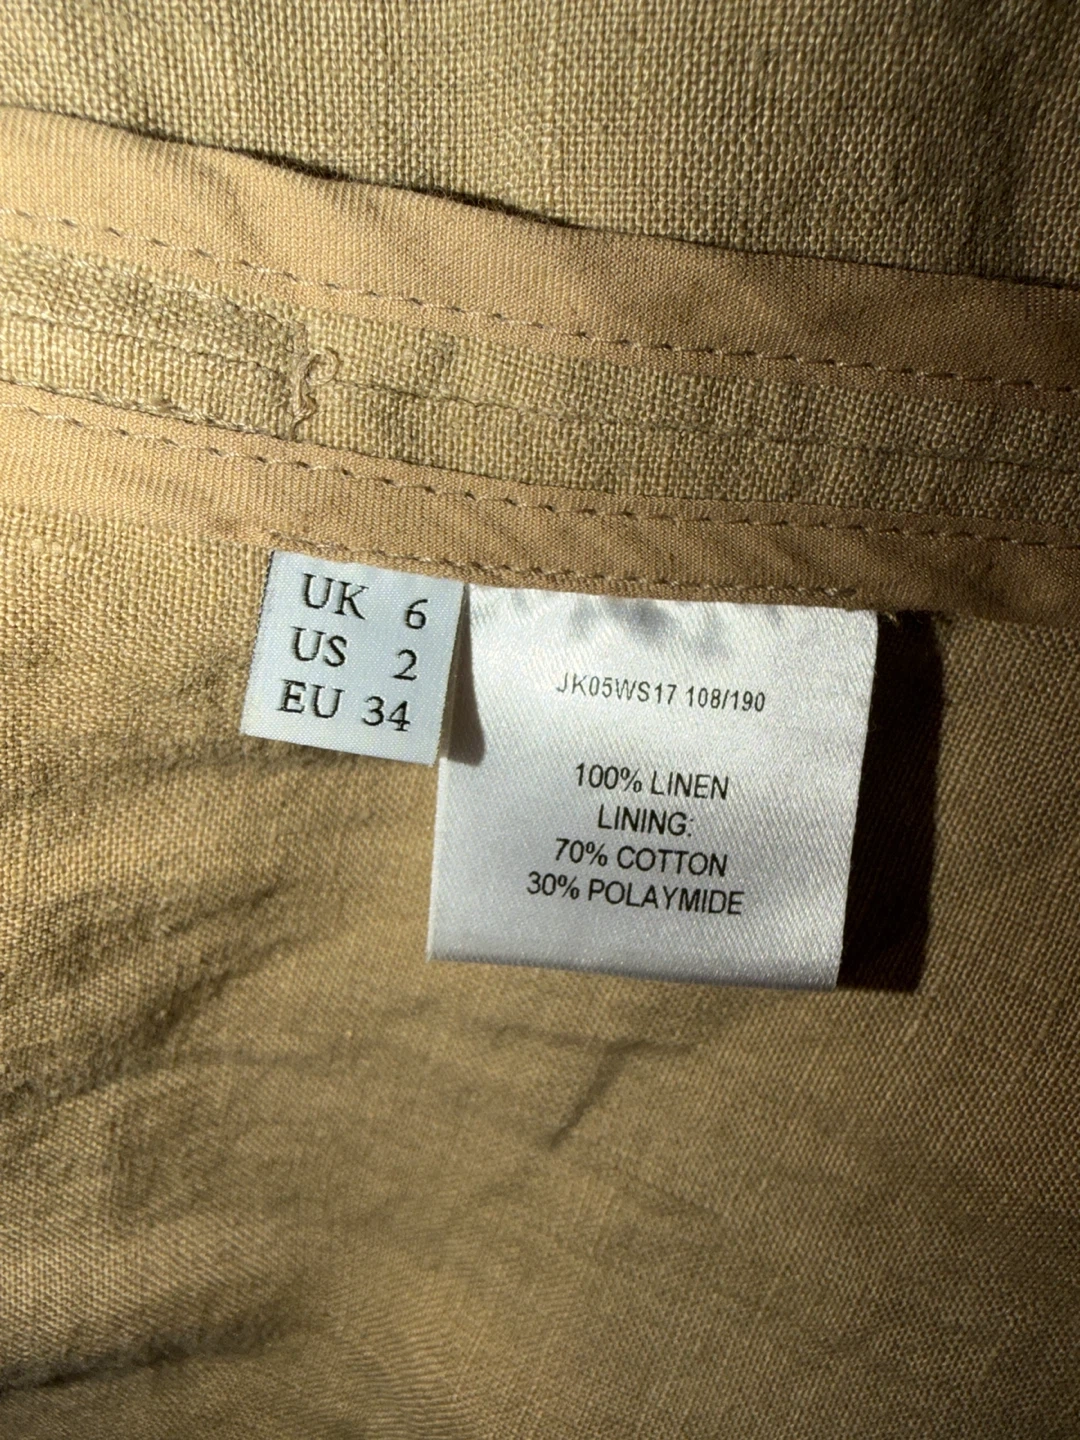 UK 6
US 2
EU 34
JK05WS17 108/190
100% LINEN
LINING:
70% COTTON
30% POLAYMIDE